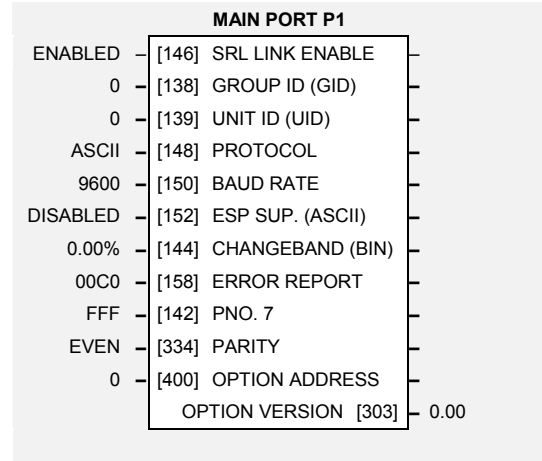 MAIN PORT P1
ENABLED – [146] SRL LINK ENABLE –
0 – [138] GROUP ID (GID) –
0 – [139] UNIT ID (UID) –
ASCII – [148] PROTOCOL –
9600 – [150] BAUD RATE –
DISABLED – [152] ESP SUP. (ASCII) –
0.00% – [144] CHANGEBAND (BIN) –
00C0 – [158] ERROR REPORT –
FFF – [142] PNO. 7 –
EVEN – [334] PARITY –
0 – [400] OPTION ADDRESS –
OPTION VERSION [303] – 0.00